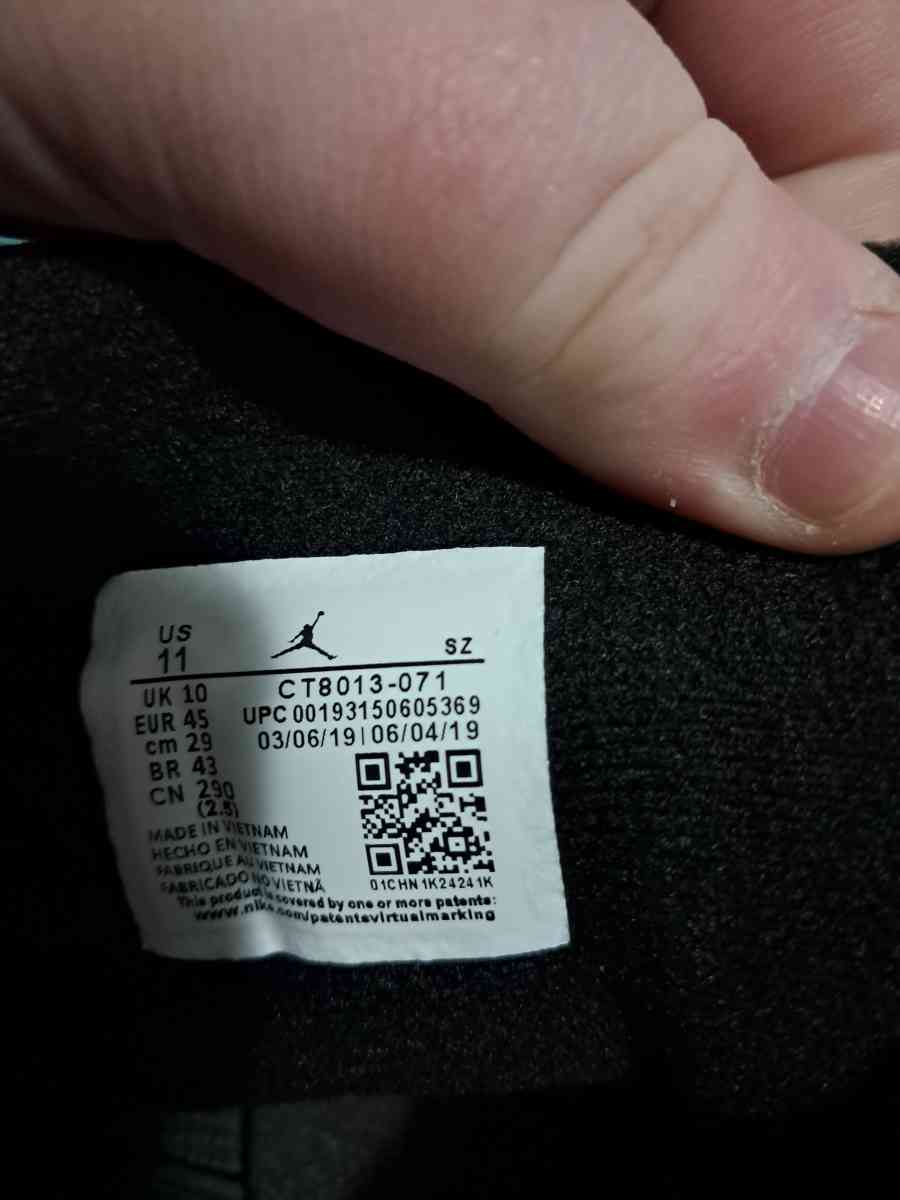 US
11
SZ
UK 10
EUR 45
cm 29
BR 43
CN 290
(2.5)
CT8013-071
UPC 00193150605369
03/06/19|06/04/19
01CHN1K24241K
MADE IN VIETNAM
HECHO EN VIETNAM
FABRIQUE AU VIETNAM
FABRICADO NO VIETNÃ
This product is covered by one or more patents:
www.nike.com/patentsvirtualmarking